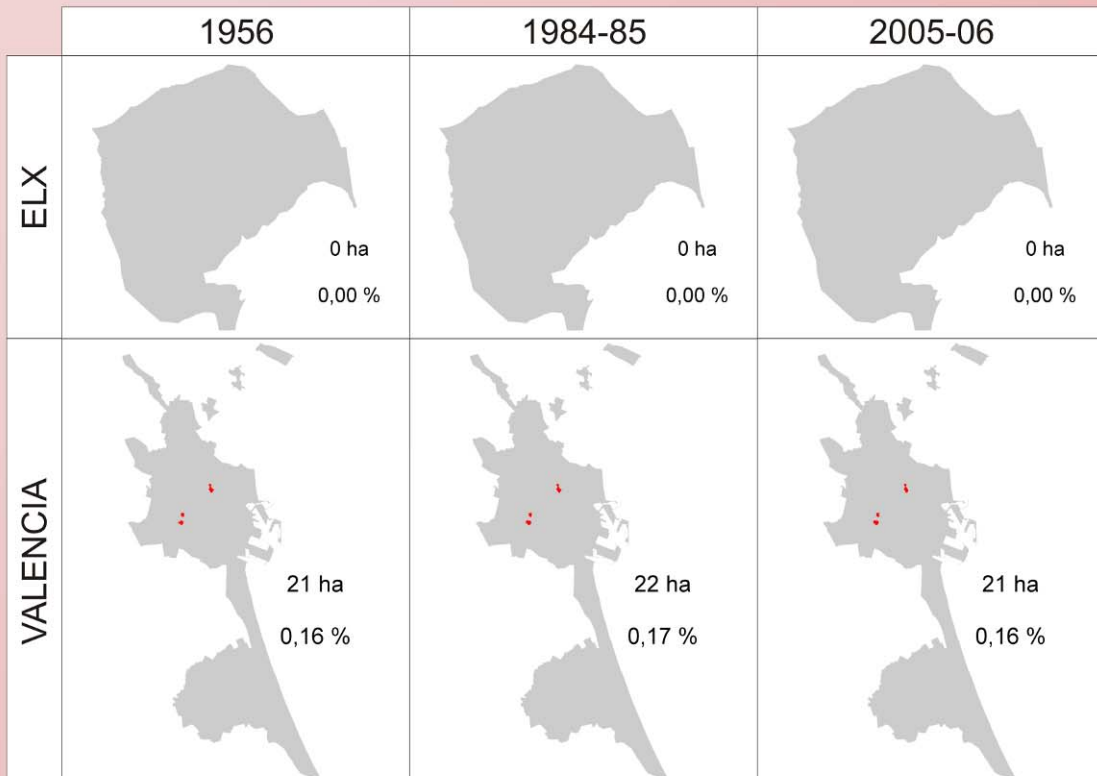 1956 1984-85 2005-06
ELX
0 ha 0 ha 0 ha
0,00 % 0,00 % 0,00 %
VALENCIA
21 ha 22 ha 21 ha
0,16 % 0,17 % 0,16 %